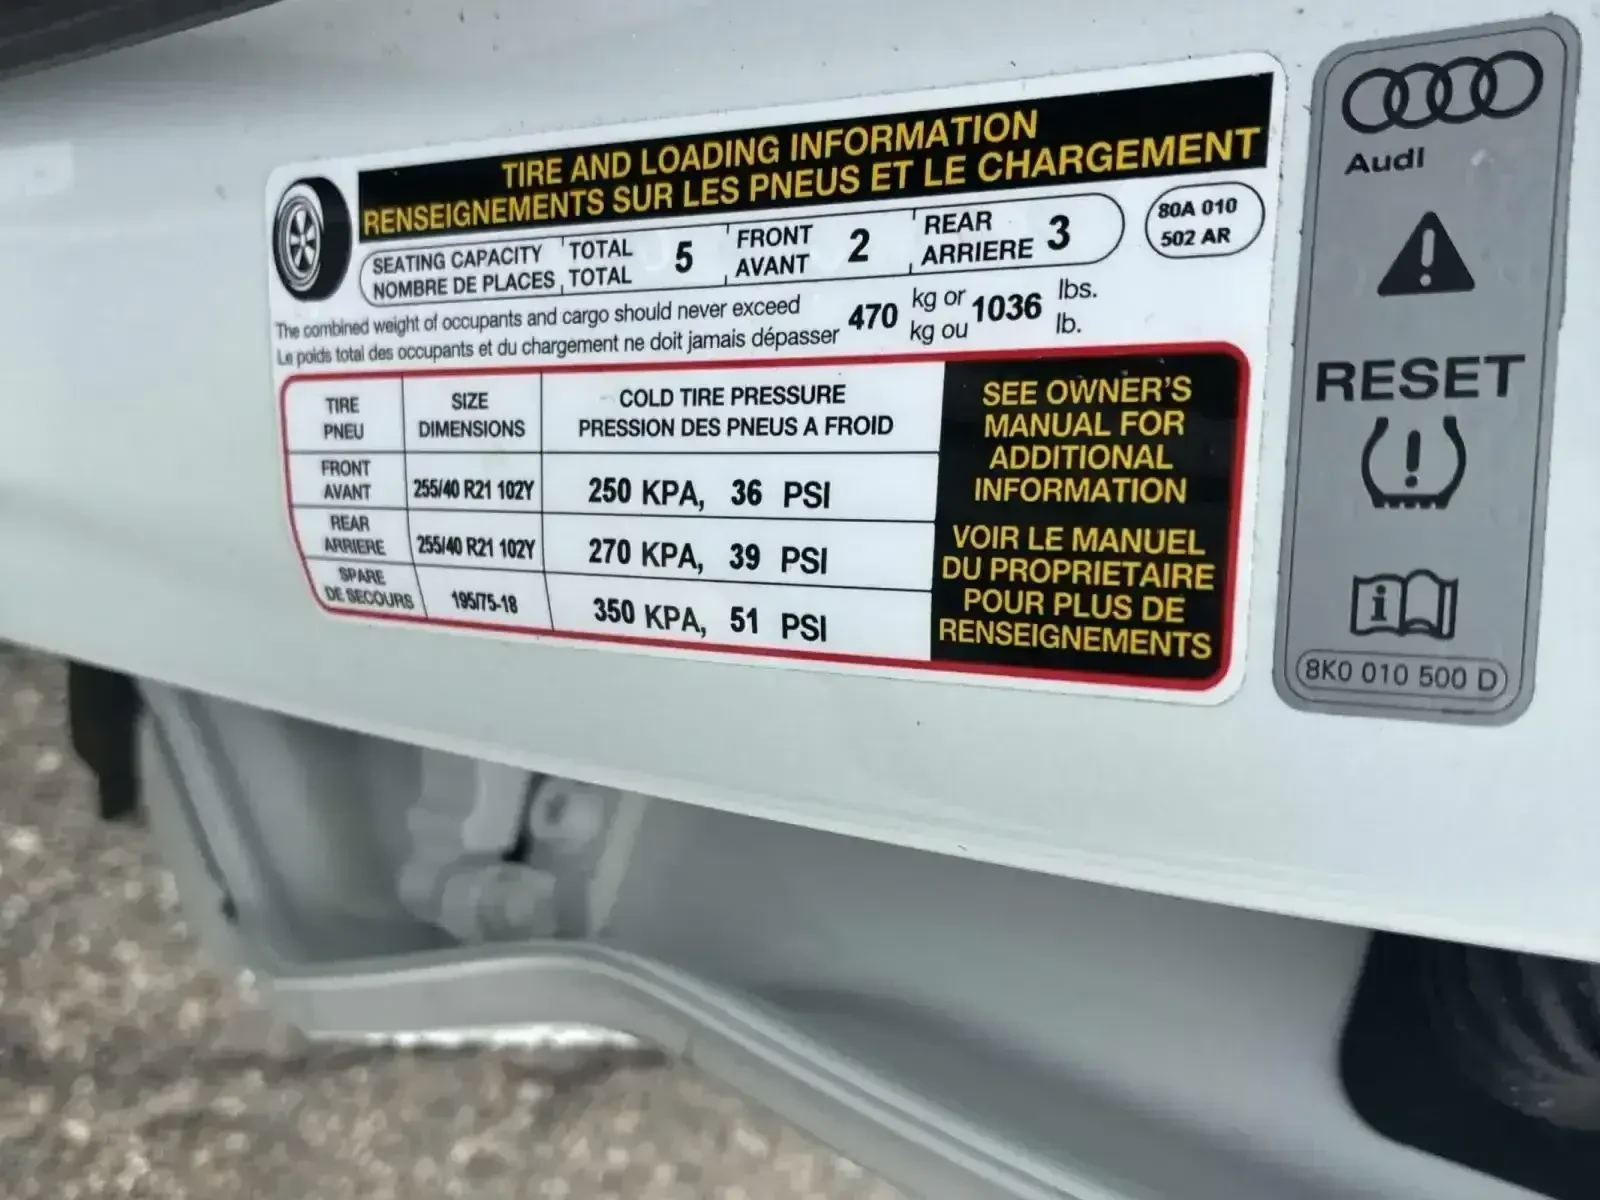 TIRE AND LOADING INFORMATION
RENSEIGNEMENTS SUR LES PNEUS ET LE CHARGEMENT
SEATING CAPACITY TOTAL 5 FRONT 2 REAR 3
NOMBRE DE PLACES TOTAL AVANT ARRIERE
80A 010
502 AR
The combined weight of occupants and cargo should never exceed 470 kg or 1036 lbs.
Le poids total des occupants et du chargement ne doit jamais dépasser kg ou lb.
TIRE SIZE COLD TIRE PRESSURE
PNEU DIMENSIONS PRESSION DES PNEUS A FROID
FRONT
AVANT 255/40 R21 102Y 250 KPA, 36 PSI
REAR
ARRIERE 255/40 R21 102Y 270 KPA, 39 PSI
SPARE
DE SECOURS 195/75-18 350 KPA, 51 PSI
SEE OWNER'S
MANUAL FOR
ADDITIONAL
INFORMATION
VOIR LE MANUEL
DU PROPRIETAIRE
POUR PLUS DE
RENSEIGNEMENTS
Audi
RESET
8K0 010 500 D